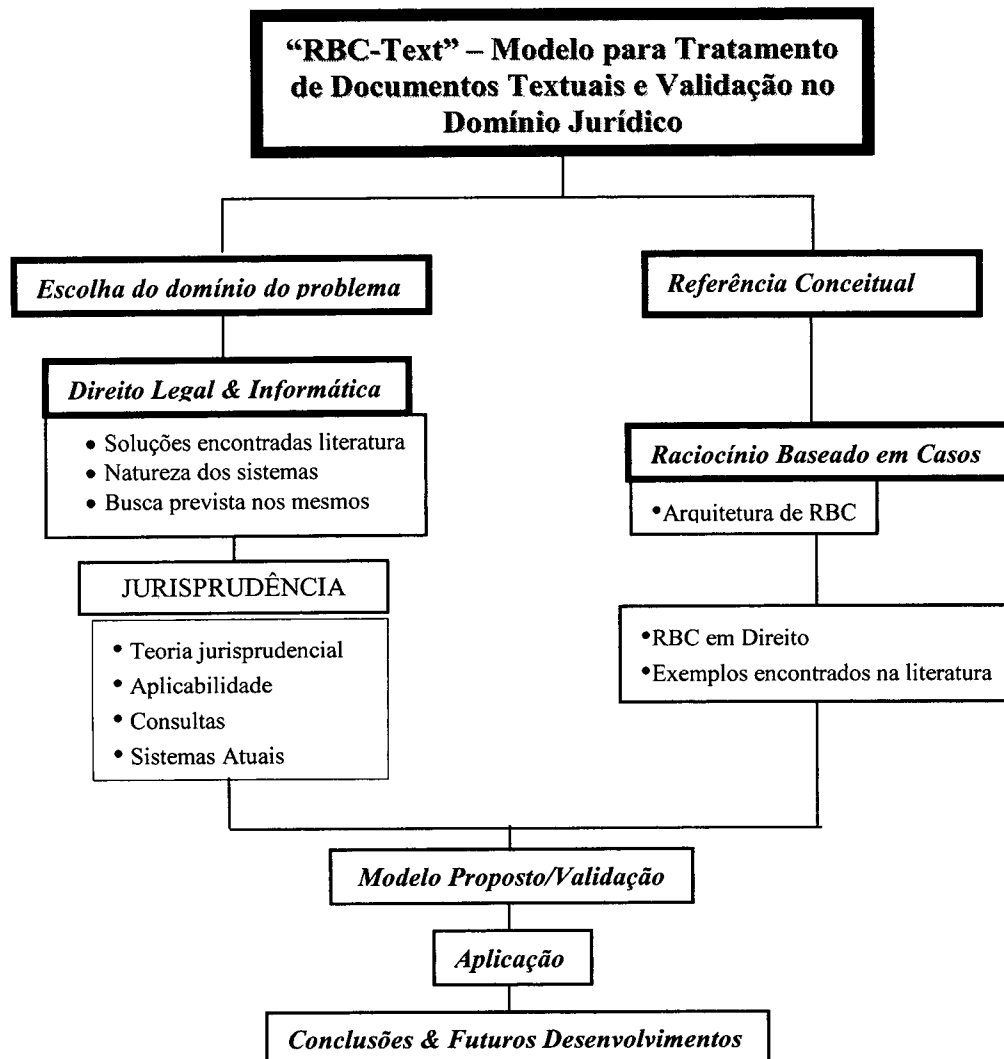 “RBC-Text” – Modelo para Tratamento
de Documentos Textuais e Validação no
Domínio Jurídico
Escolha do domínio do problema
Direito Legal & Informática
• Soluções encontradas literatura
• Natureza dos sistemas
• Busca prevista nos mesmos
JURISPRUDÊNCIA
• Teoria jurisprudencial
• Aplicabilidade
• Consultas
• Sistemas Atuais
Referência Conceitual
Raciocínio Baseado em Casos
•Arquitetura de RBC
•RBC em Direito
•Exemplos encontrados na literatura
Modelo Proposto/Validação
Aplicação
Conclusões & Futuros Desenvolvimentos